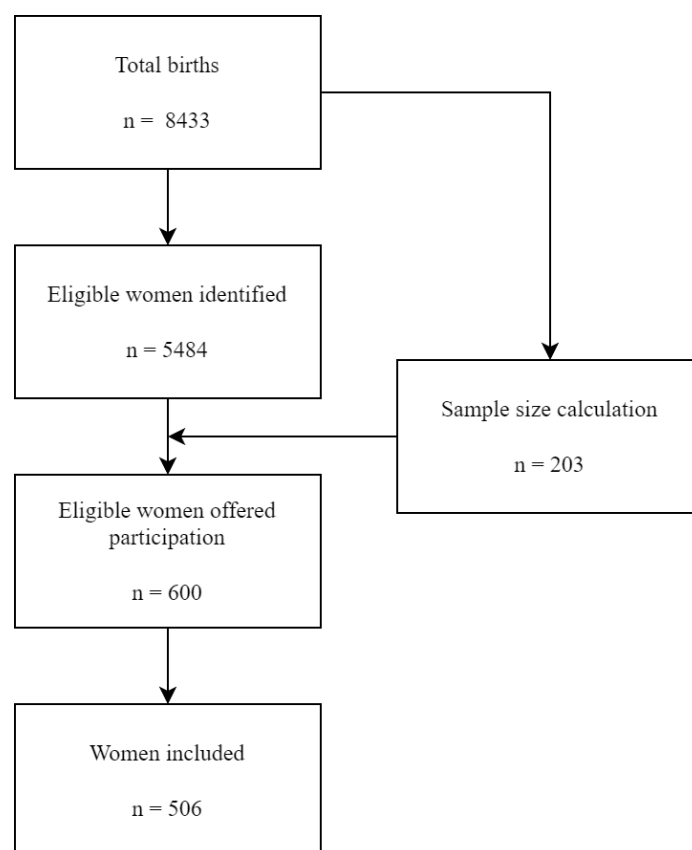 Total births
n = 8433
Eligible women identified
n = 5484
Sample size calculation
n = 203
Eligible women offered
participation
n = 600
Women included
n = 506